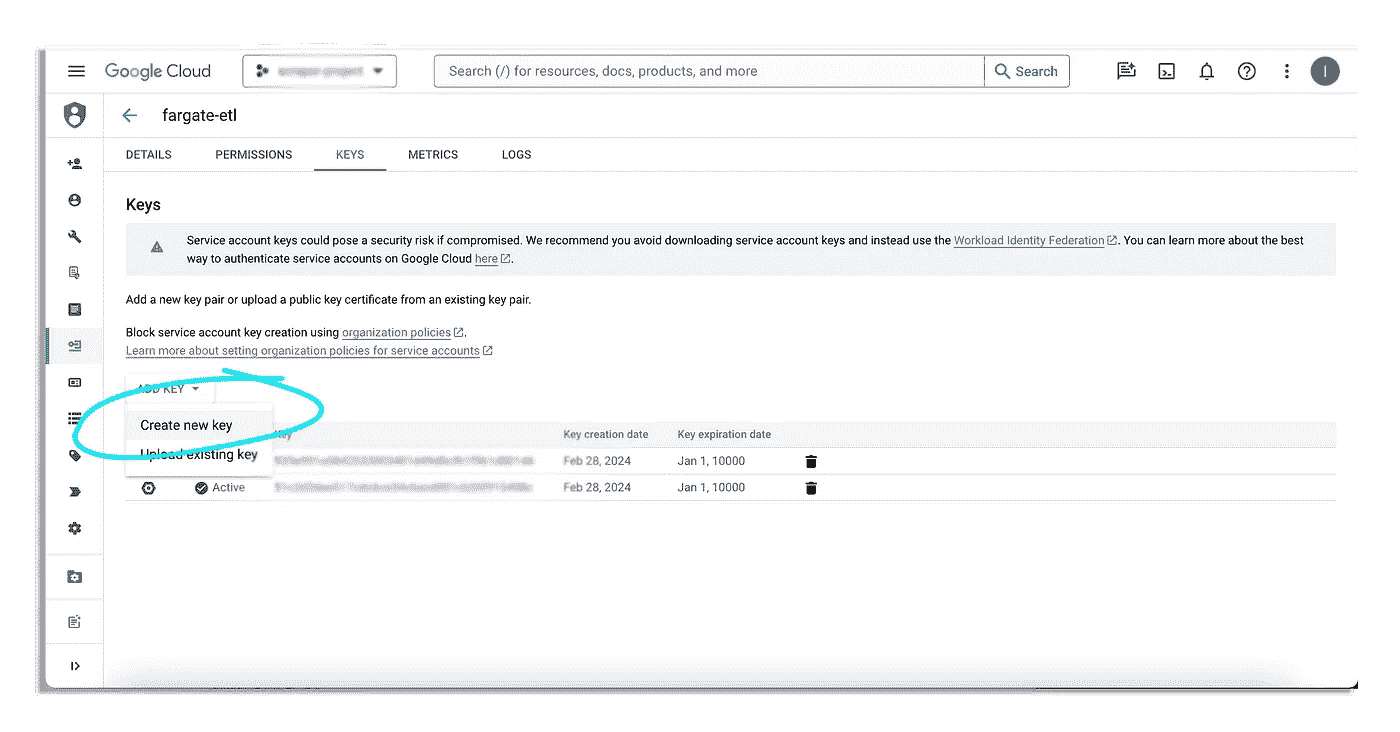 Google Cloud
Search (/) for resources, docs, products, and more
Search
I
fargate-etl
DETAILS PERMISSIONS KEYS METRICS LOGS
Keys
Service account keys could pose a security risk if compromised. We recommend you avoid downloading service account keys and instead use the Workload Identity Federation. You can learn more about the best
way to authenticate service accounts on Google Cloud here.
Add a new key pair or upload a public key certificate from an existing key pair.
Block service account key creation using organization policies.
Learn more about setting organization policies for service accounts
ADD KEY
Create new key
Upload existing key
Key Key creation date Key expiration date
Feb 28, 2024 Jan 1, 10000
Active Feb 28, 2024 Jan 1, 10000